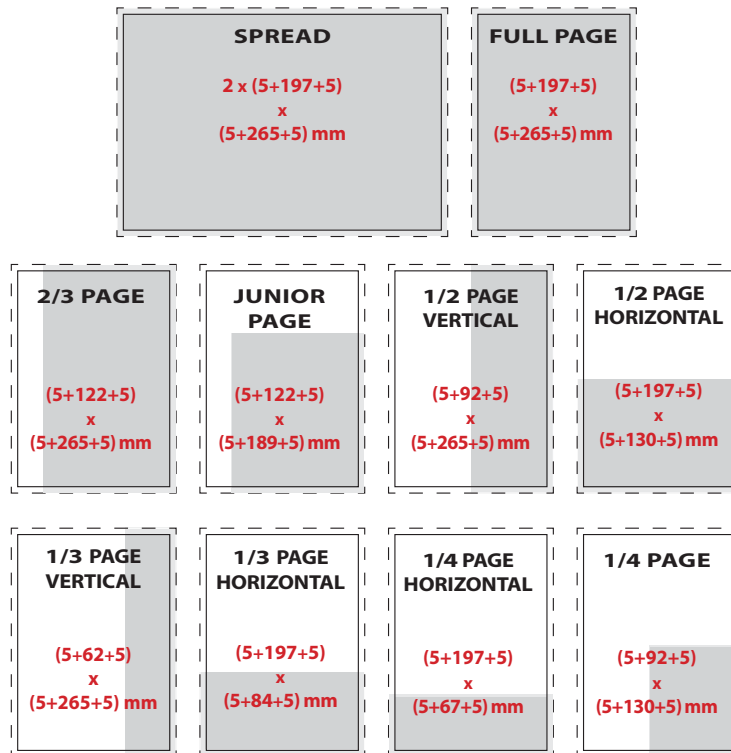 SPREAD
2 x (5+197+5)
x
(5+265+5) mm
FULL PAGE
(5+197+5)
x
(5+265+5) mm
2/3 PAGE
(5+122+5)
x
(5+265+5) mm
JUNIOR
PAGE
(5+122+5)
x
(5+189+5) mm
1/2 PAGE
VERTICAL
(5+92+5)
x
(5+265+5) mm
1/2 PAGE
HORIZONTAL
(5+197+5)
x
(5+130+5) mm
1/3 PAGE
VERTICAL
(5+62+5)
x
(5+265+5) mm
1/3 PAGE
HORIZONTAL
(5+197+5)
x
(5+84+5) mm
1/4 PAGE
HORIZONTAL
(5+197+5)
x
(5+67+5) mm
1/4 PAGE
(5+92+5)
x
(5+130+5) mm